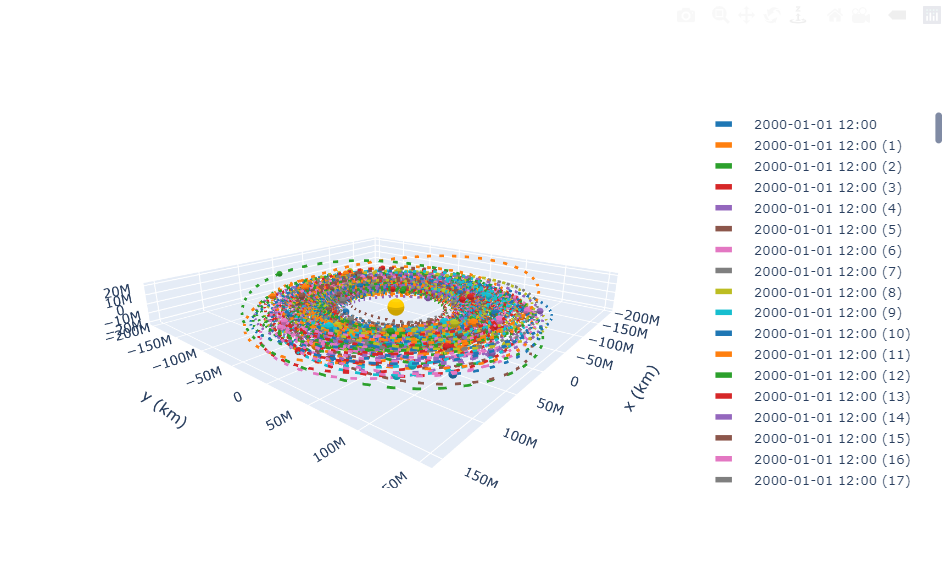 2000-01-01 12:00
2000-01-01 12:00 (1)
2000-01-01 12:00 (2)
2000-01-01 12:00 (3)
2000-01-01 12:00 (4)
2000-01-01 12:00 (5)
2000-01-01 12:00 (6)
2000-01-01 12:00 (7)
2000-01-01 12:00 (8)
2000-01-01 12:00 (9)
2000-01-01 12:00 (10)
2000-01-01 12:00 (11)
2000-01-01 12:00 (12)
2000-01-01 12:00 (13)
2000-01-01 12:00 (14)
2000-01-01 12:00 (15)
2000-01-01 12:00 (16)
2000-01-01 12:00 (17)
20M
10M
0
−10M
−200M
−150M
−100M
−50M
0
50M
100M
y (km)
−200M
−150M
−100M
−50M
0
50M
100M
150M
x (km)